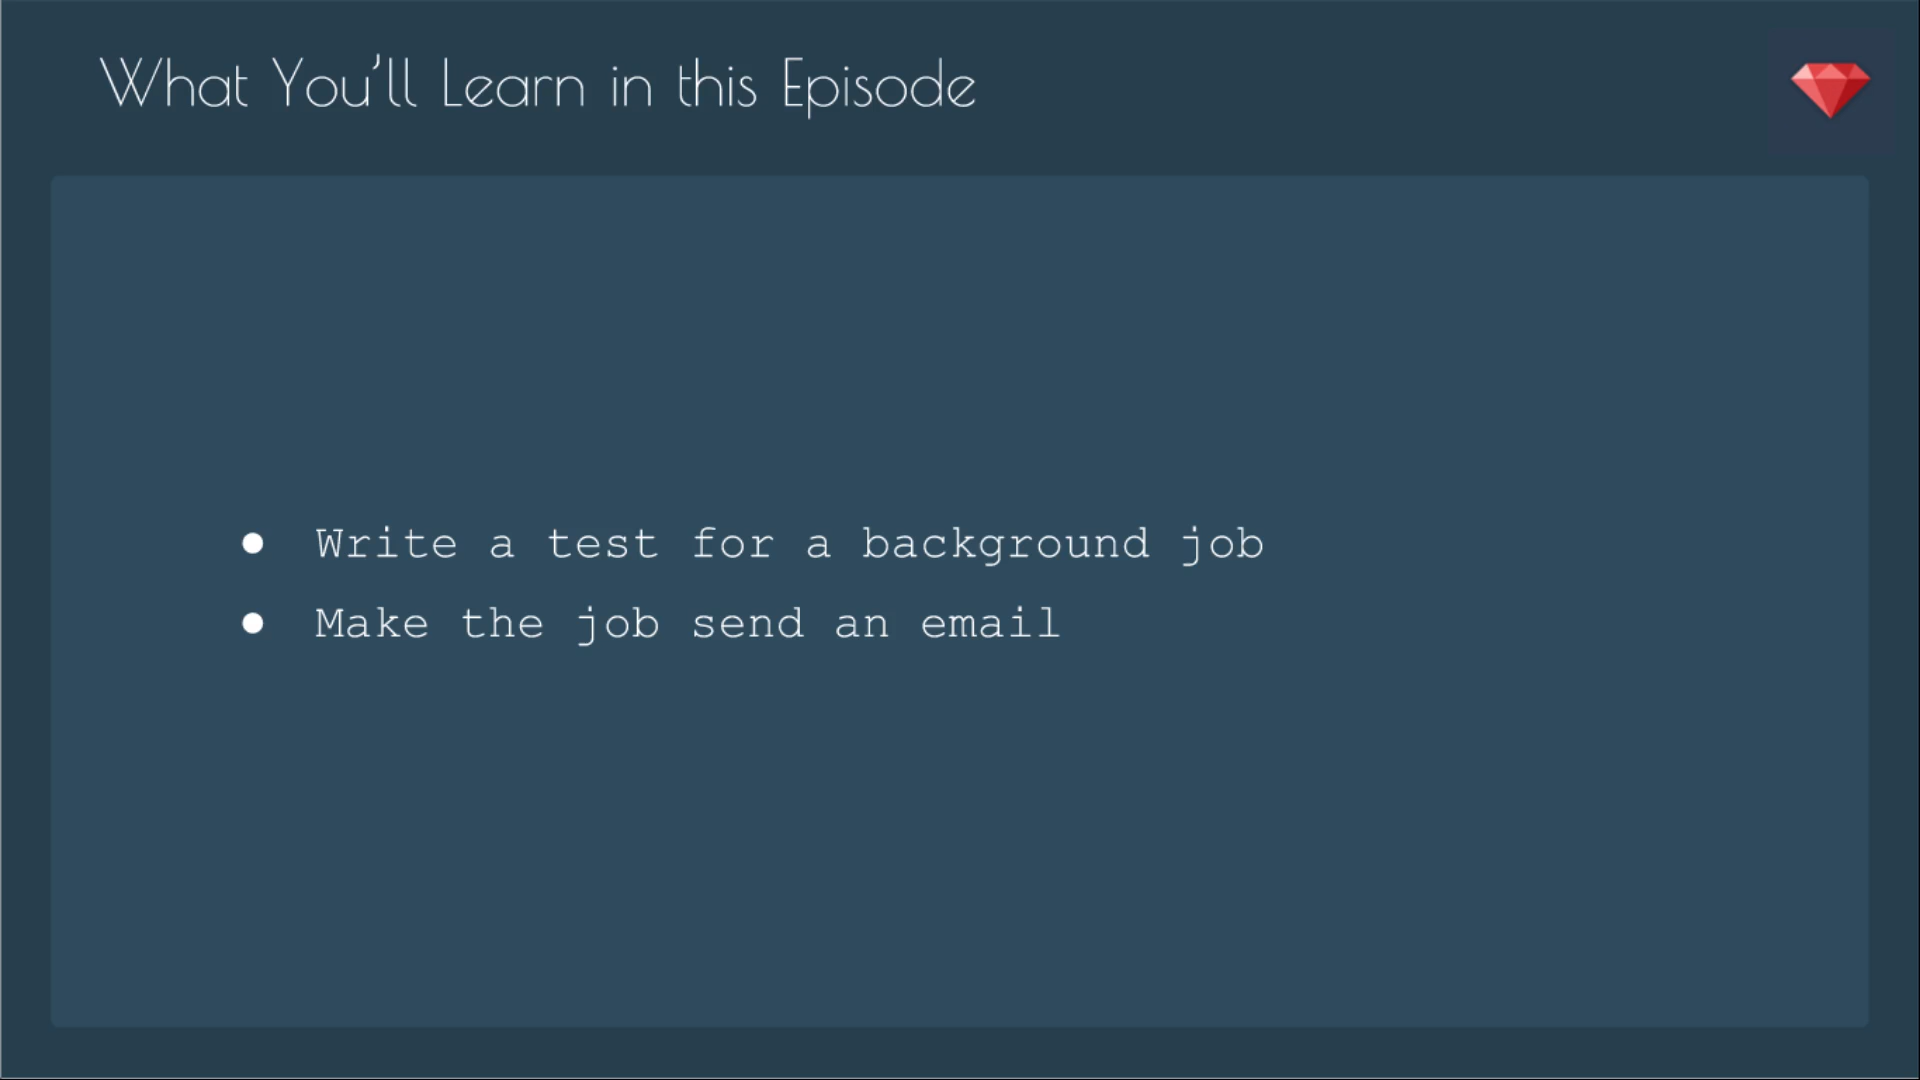 What You’ll Learn in this Episode
● Write a test for a background job
● Make the job send an email